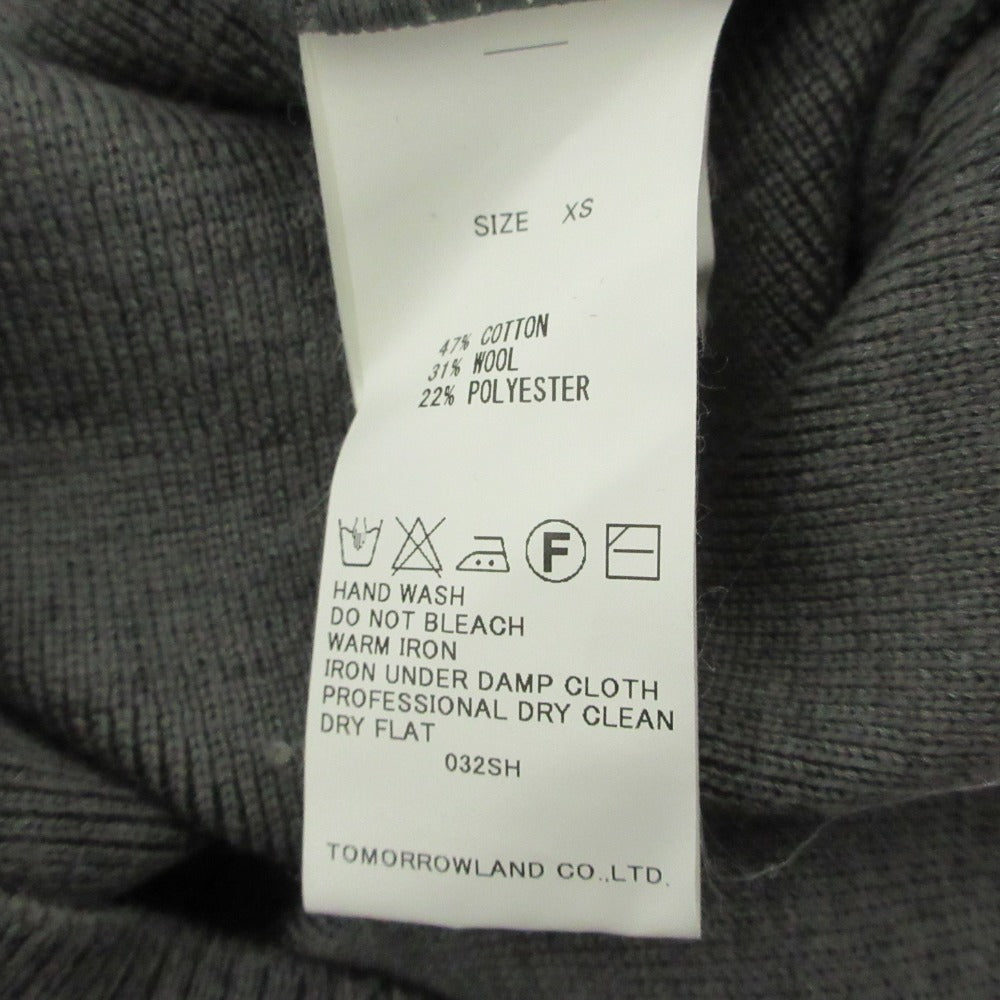 SIZE XS
47% COTTON
31% WOOL
22% POLYESTER
F
HAND WASH
DO NOT BLEACH
WARM IRON
IRON UNDER DAMP CLOTH
PROFESSIONAL DRY CLEAN
DRY FLAT
032SH
TOMORROWLAND CO.,LTD.